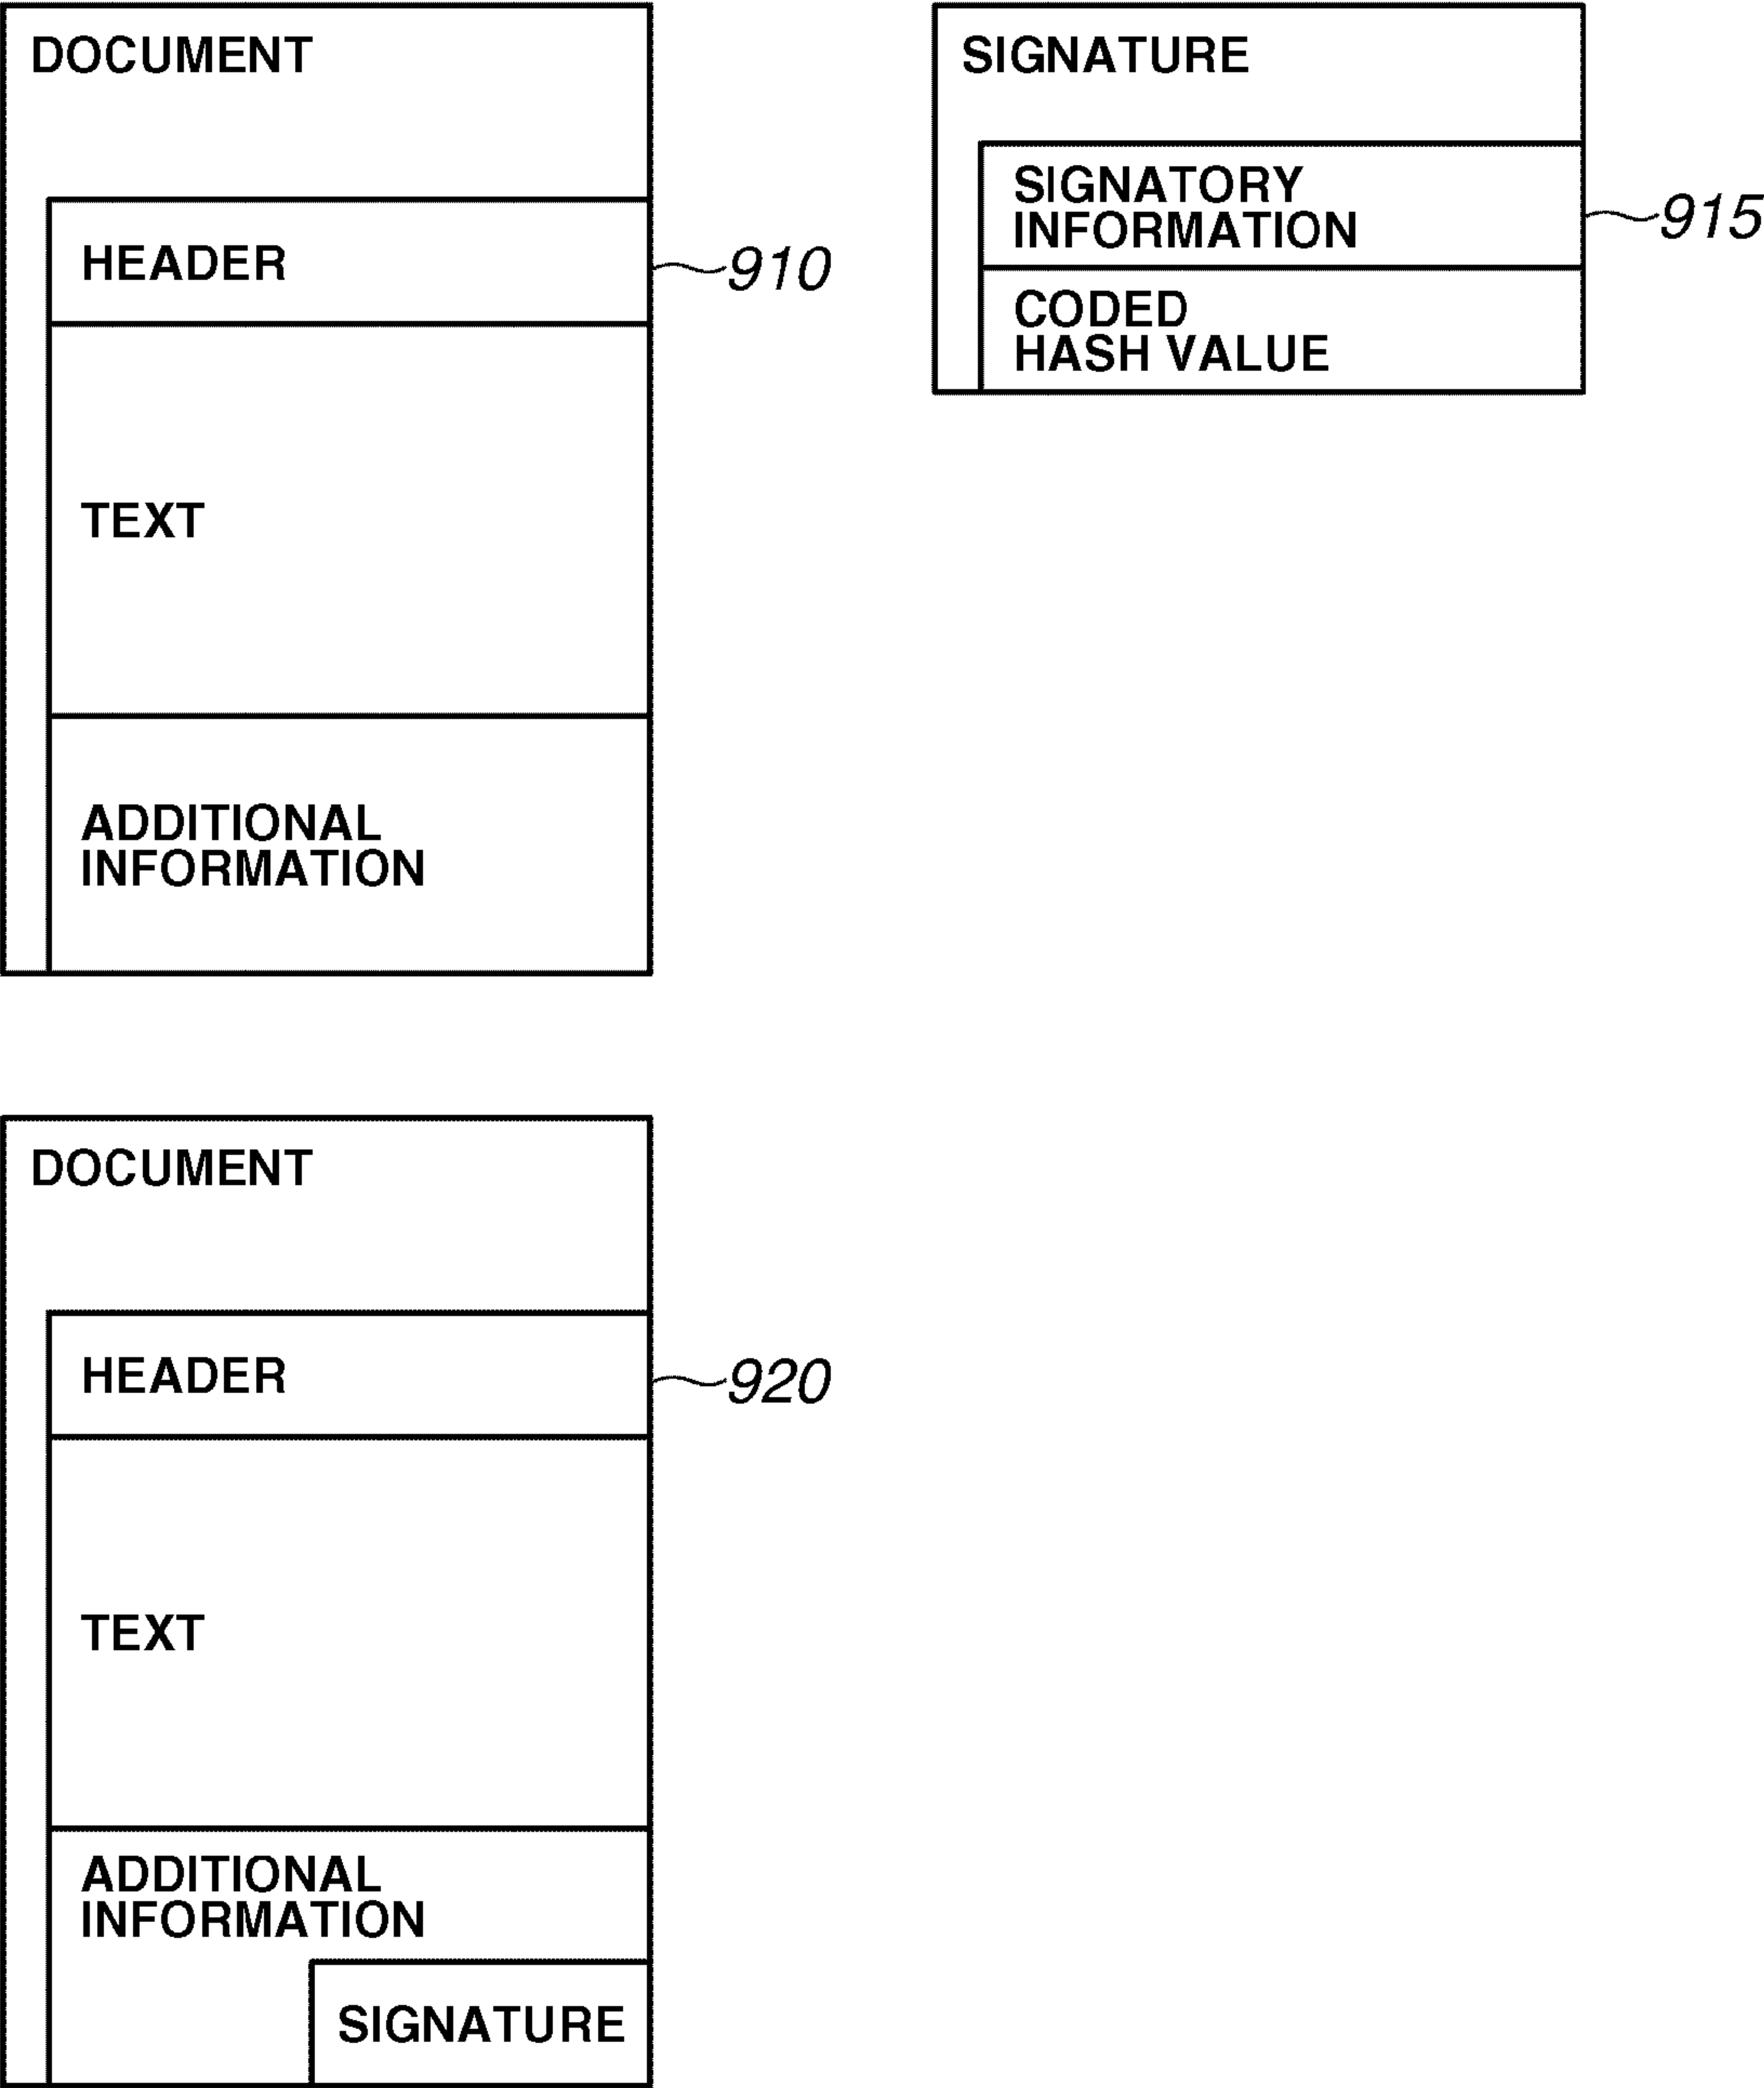 DOCUMENT
HEADER
910
TEXT
ADDITIONAL
INFORMATION
SIGNATURE
SIGNATORY
INFORMATION
915
CODED
HASH VALUE
DOCUMENT
HEADER
920
TEXT
ADDITIONAL
INFORMATION
SIGNATURE